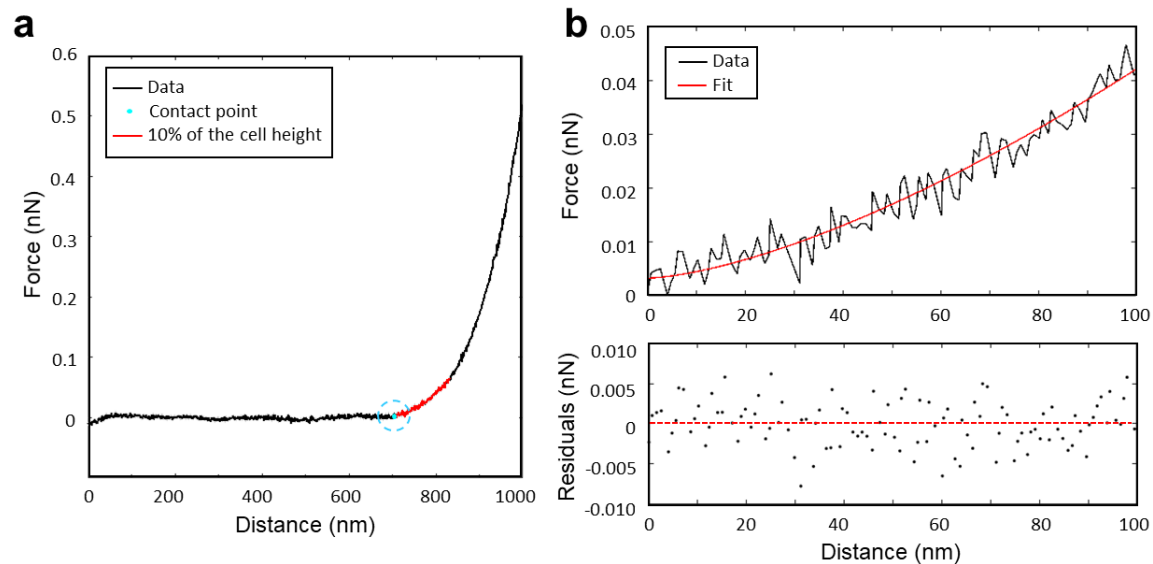 a
0.6
0.5
0.4
0.3
0.2
0.1
0
Force (nN)
Data
Contact point
10% of the cell height
0 200 400 600 800 1000
Distance (nm)
b
0.05
0.04
0.03
0.02
0.01
0
Force (nN)
Data
Fit
0 20 40 60 80 100
0.010
0.005
0
-0.005
-0.010
Residuals (nN)
0 20 40 60 80 100
Distance (nm)